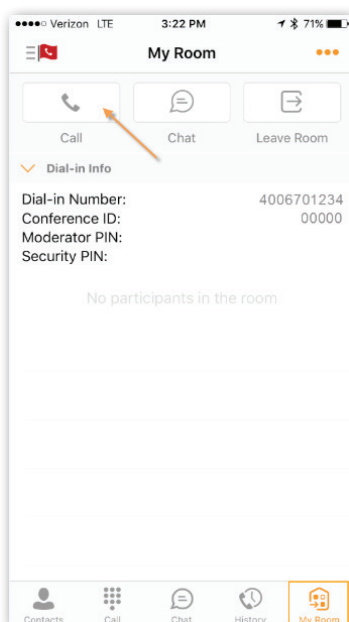 Verizon LTE 3:22 PM 71%
My Room
Call Chat Leave Room
Dial-in Info
Dial-in Number: 4006701234
Conference ID: 00000
Moderator PIN:
Security PIN:
No participants in the room
Contacts Call Chat History My Room